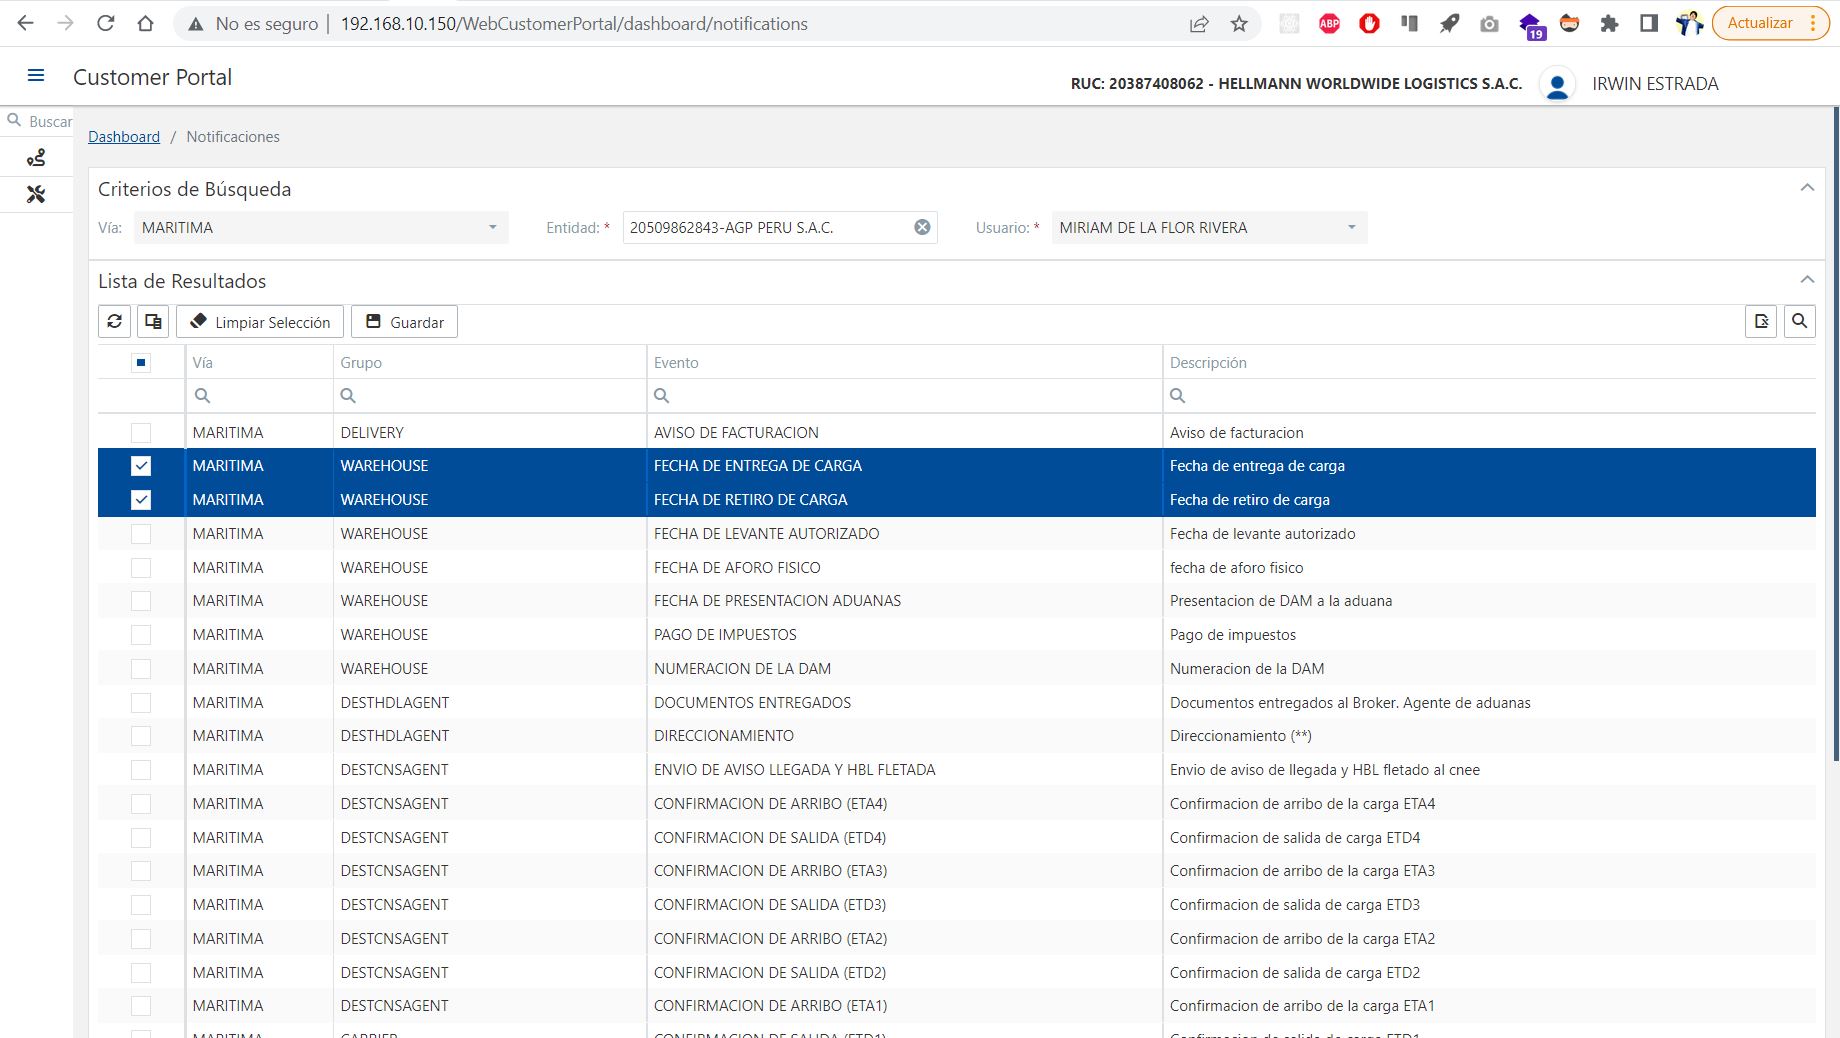 No es seguro | 192.168.10.150/WebCustomerPortal/dashboard/notifications
ABP
19
Actualizar
Customer Portal
RUC: 20387408062 - HELLMANN WORLDWIDE LOGISTICS S.A.C.
IRWIN ESTRADA
Buscar
Dashboard / Notificaciones
Criterios de Búsqueda
Vía: MARITIMA Entidad: * 20509862843-AGP PERU S.A.C. Usuario: * MIRIAM DE LA FLOR RIVERA
Lista de Resultados
Limpiar Selección Guardar
Vía Grupo Evento Descripción
MARITIMA DELIVERY AVISO DE FACTURACION Aviso de facturacion
MARITIMA WAREHOUSE FECHA DE ENTREGA DE CARGA Fecha de entrega de carga
MARITIMA WAREHOUSE FECHA DE RETIRO DE CARGA Fecha de retiro de carga
MARITIMA WAREHOUSE FECHA DE LEVANTE AUTORIZADO Fecha de levante autorizado
MARITIMA WAREHOUSE FECHA DE AFORO FISICO fecha de aforo fisico
MARITIMA WAREHOUSE FECHA DE PRESENTACION ADUANAS Presentacion de DAM a la aduana
MARITIMA WAREHOUSE PAGO DE IMPUESTOS Pago de impuestos
MARITIMA WAREHOUSE NUMERACION DE LA DAM Numeracion de la DAM
MARITIMA DESTHDLAGENT DOCUMENTOS ENTREGADOS Documentos entregados al Broker. Agente de aduanas
MARITIMA DESTHDLAGENT DIRECCIONAMIENTO Direccionamiento (**)
MARITIMA DESTCNSAGENT ENVIO DE AVISO LLEGADA Y HBL FLETADA Envio de aviso de llegada y HBL fletado al cnee
MARITIMA DESTCNSAGENT CONFIRMACION DE ARRIBO (ETA4) Confirmacion de arribo de la carga ETA4
MARITIMA DESTCNSAGENT CONFIRMACION DE SALIDA (ETD4) Confirmacion de salida de carga ETD4
MARITIMA DESTCNSAGENT CONFIRMACION DE ARRIBO (ETA3) Confirmacion de arribo de la carga ETA3
MARITIMA DESTCNSAGENT CONFIRMACION DE SALIDA (ETD3) Confirmacion de salida de carga ETD3
MARITIMA DESTCNSAGENT CONFIRMACION DE ARRIBO (ETA2) Confirmacion de arribo de la carga ETA2
MARITIMA DESTCNSAGENT CONFIRMACION DE SALIDA (ETD2) Confirmacion de salida de carga ETD2
MARITIMA DESTCNSAGENT CONFIRMACION DE ARRIBO (ETA1) Confirmacion de arribo de la carga ETA1
MARITIMA CARRIER CONFIRMACION DE SALIDA (ETD1) Confirmacion de salida de carga ETD1